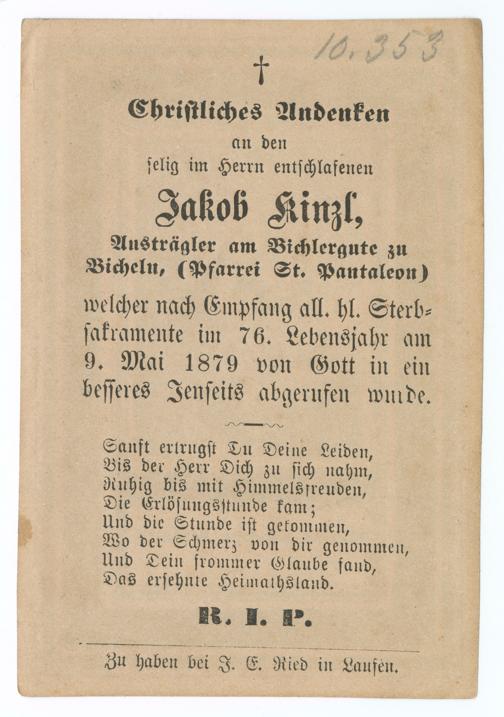 10.353
†
Christliches Andenken
an den
selig im Herrn entschlafenen
Jakob Kinzl,
Austrägler am Bichlergute zu
Bicheln, (Pfarrei St. Pantaleon)
welcher nach Empfang all. hl. Sterb-
sakramente im 76. Lebensjahr am
9. Mai 1879 von Gott in ein
besseres Jenseits abgerufen wurde.
Sanft ertrugst Du Deine Leiden,
Bis der Herr Dich zu sich nahm,
Ruhig bis mit Himmelsfreuden,
Die Erlösungsstunde kam;
Und die Stunde ist gekommen,
Wo der Schmerz von dir genommen,
Und Dein frommer Glaube fand,
Das ersehnte Heimathsland.
R. I. P.
Zu haben bei J. E. Ried in Laufen.